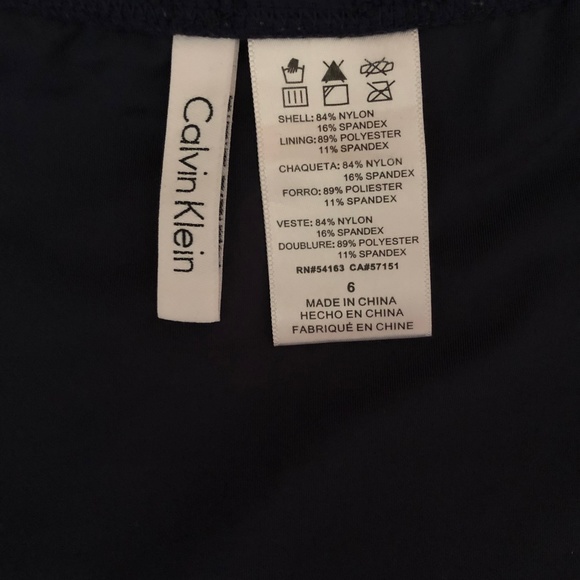 Calvin Klein
SHELL: 84% NYLON
16% SPANDEX
LINING: 89% POLYESTER
11% SPANDEX
CHAQUETA: 84% NYLON
16% SPANDEX
FORRO: 89% POLIESTER
11% SPANDEX
VESTE: 84% NYLON
16% SPANDEX
DOUBLURE: 89% POLYESTER
11% SPANDEX
RN#54163 CA#57151
6
MADE IN CHINA
HECHO EN CHINA
FABRIQUÉ EN CHINE